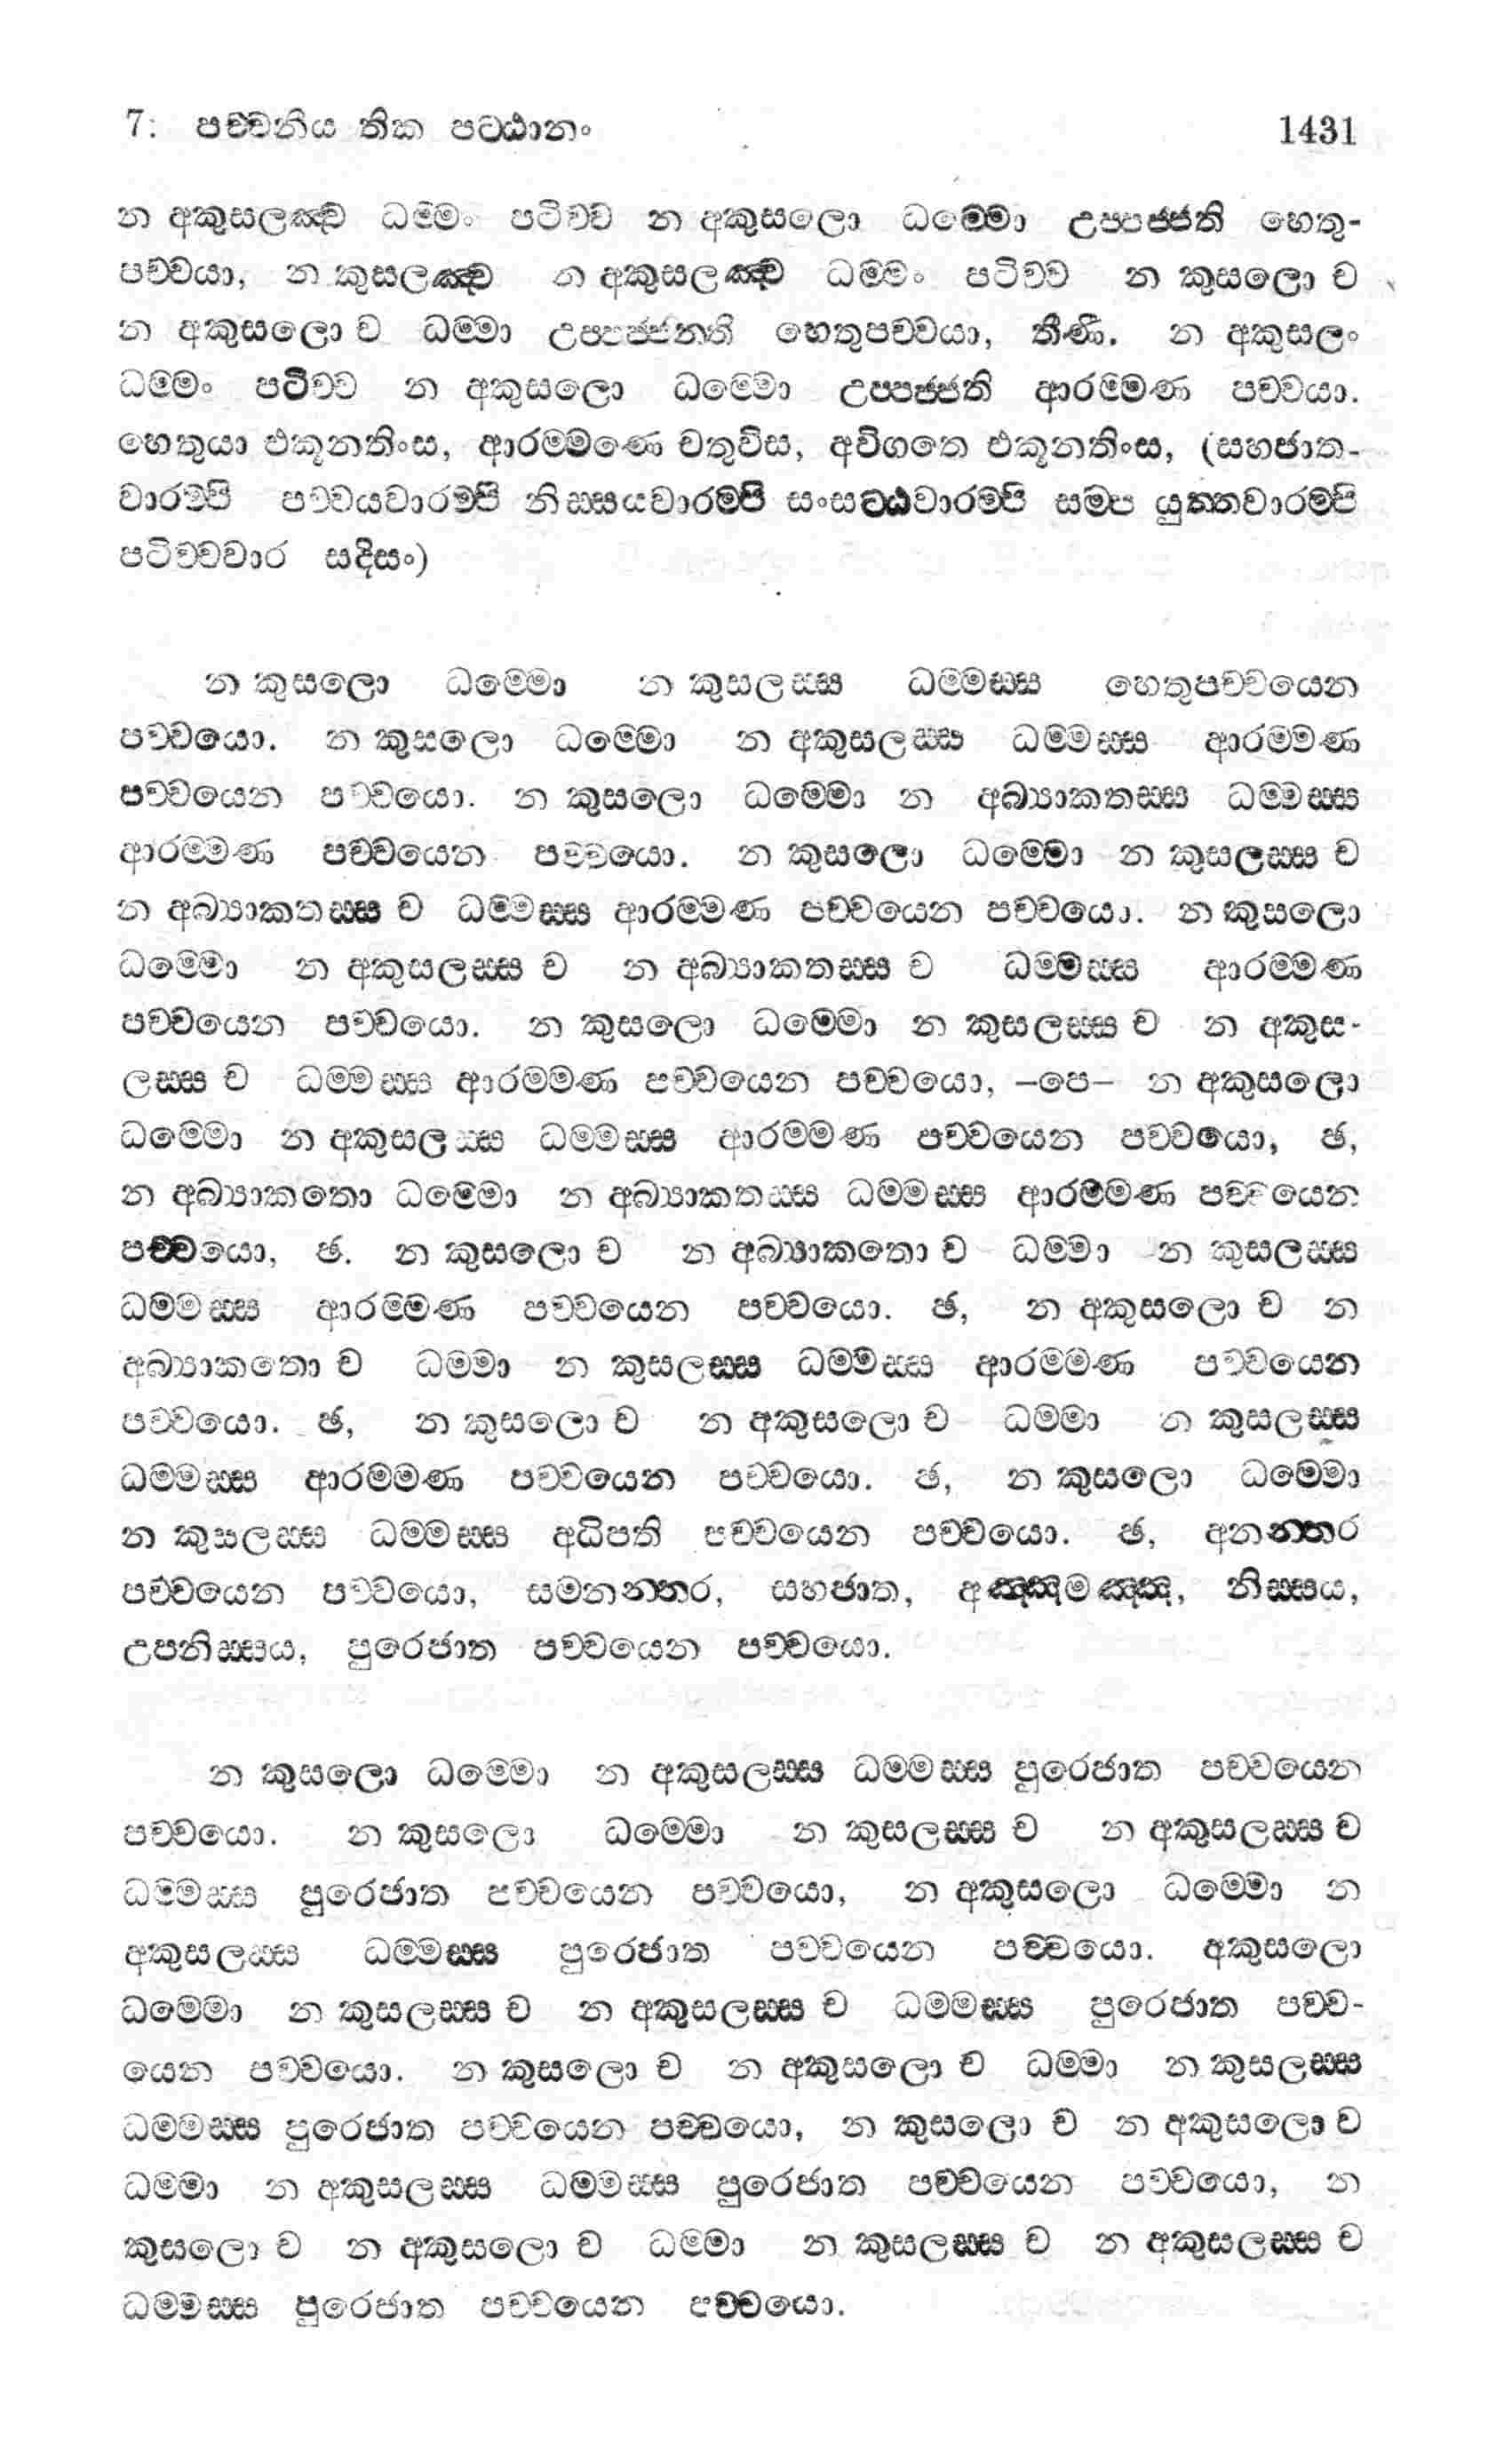 7: පච්චනීය තික පට්ඨානං 1431
න අකුසලඤ්ච ධම්මං පටිච්ච න අකුසලො ධම්මො උප්පජ්ජති හෙතු-
පච්චයා, න කුසලඤ්ච න අකුසලඤ්ච ධම්මං පටිච්ච න කුසලො ච
න අකුසලො ච ධම්මා උප්පජ්ජන්ති හෙතුපච්චයා, තීණි. න අකුසලං
ධම්මං පටිච්ච න අකුසලො ධම්මො උප්පජ්ජති ආරම්මණ පච්චයා.
හෙතුයා එකූනතිංස, ආරම්මණෙ චතුවිස, අවිගතෙ එකූනතිංස, (සහජාත-
වාරම්පි පච්චයවාරම්පි නිස්සයවාරම්පි සංසට්ඨවාරම්පි සම්ප යුත්තවාරම්පි
පටිච්චවාර සදිසං)
න කුසලො ධම්මො න කුසලස්ස ධම්මස්ස හෙතුපච්චයෙන
පච්චයො. න කුසලො ධම්මො න අකුසලස්ස ධම්මස්ස ආරම්මණ
පච්චයෙන පච්චයො. න කුසලො ධම්මො න අබ්‍යාකතස්ස ධම්මස්ස
ආරම්මණ පච්චයෙන පච්චයො. න කුසලො ධම්මො න කුසලස්ස ච
න අබ්‍යාකතස්ස ච ධම්මස්ස ආරම්මණ පච්චයෙන පච්චයො. න කුසලො
ධම්මො න අකුසලස්ස ච න අබ්‍යාකතස්ස ච ධම්මස්ස ආරම්මණ
පච්චයෙන පච්චයො. න කුසලො ධම්මො න කුසලස්ස ච න අකුස-
ලස්ස ච ධම්මස්ස ආරම්මණ පච්චයෙන පච්චයො, –පෙ– න අකුසලො
ධම්මො න අකුසලස්ස ධම්මස්ස ආරම්මණ පච්චයෙන පච්චයො, ඡ,
න අබ්‍යාකතො ධම්මො න අබ්‍යාකතස්ස ධම්මස්ස ආරම්මණ පච්චයෙන
පච්චයො, ඡ. න කුසලො ච න අබ්‍යාකතො ච ධම්මා න කුසලස්ස
ධම්මස්ස ආරම්මණ පච්චයෙන පච්චයො. ඡ, න අකුසලො ච න
අබ්‍යාකතො ච ධම්මා න කුසලස්ස ධම්මස්ස ආරම්මණ පච්චයෙන
පච්චයො. ඡ, න කුසලො ච න අකුසලො ච ධම්මා න කුසලස්ස
ධම්මස්ස ආරම්මණ පච්චයෙන පච්චයො. ඡ, න කුසලො ධම්මො
න කුසලස්ස ධම්මස්ස අධිපති පච්චයෙන පච්චයො. ඡ, අනන්තර
පච්චයෙන පච්චයො, සමනන්තර, සහජාත, අඤ්ඤමඤ්ඤ, නිස්සය,
උපනිස්සය, පුරෙජාත පච්චයෙන පච්චයො.
න කුසලො ධම්මො න අකුසලස්ස ධම්මස්ස පුරෙජාත පච්චයෙන
පච්චයො. න කුසලො ධම්මො න කුසලස්ස ච න අකුසලස්ස ච
ධම්මස්ස පුරෙජාත පච්චයෙන පච්චයො, න අකුසලො ධම්මො න
අකුසලස්ස ධම්මස්ස පුරෙජාත පච්චයෙන පච්චයො. අකුසලො
ධම්මො න කුසලස්ස ච න අකුසලස්ස ච ධම්මස්ස පුරෙජාත පච්ච-
යෙන පච්චයො. න කුසලො ච න අකුසලො ච ධම්මා න කුසලස්ස
ධම්මස්ස පුරෙජාත පච්චයෙන පච්චයො, න කුසලො ච න අකුසලො ච
ධම්මා න අකුසලස්ස ධම්මස්ස පුරෙජාත පච්චයෙන පච්චයො, න
කුසලො ච න අකුසලො ච ධම්මා න කුසලස්ස ච න අකුසලස්ස ච
ධම්මස්ස පුරෙජාත පච්චයෙන පච්චයො.